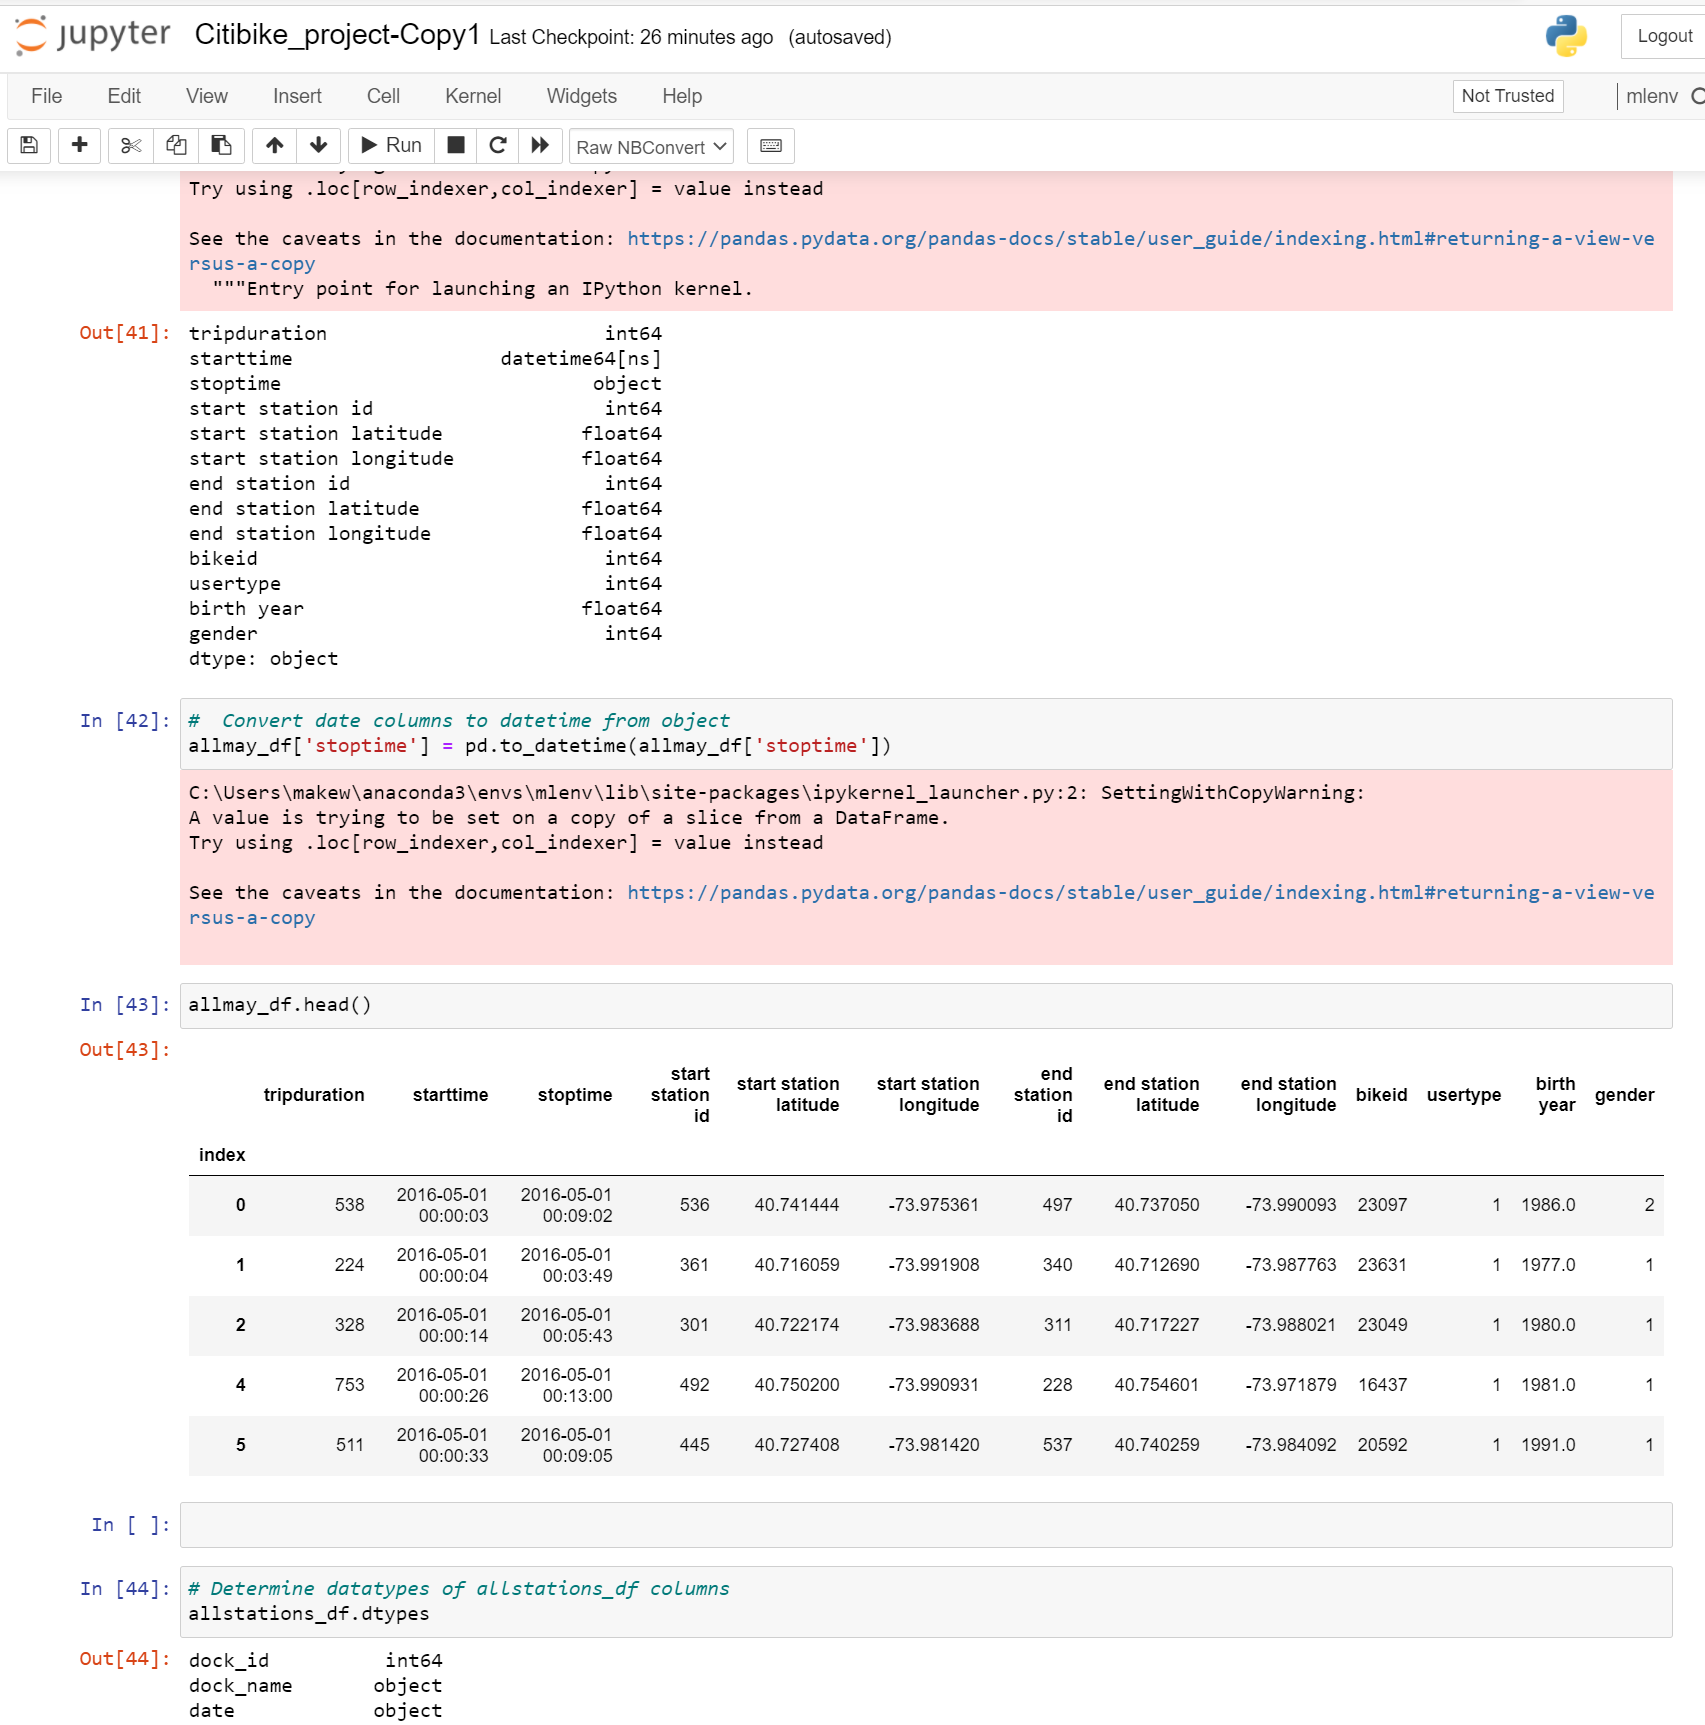 jupyter Citibike_project-Copy1 Last Checkpoint: 26 minutes ago (autosaved) Logout
File Edit View Insert Cell Kernel Widgets Help Not Trusted mlenv
Run Raw NBConvert
Try using .loc[row_indexer,col_indexer] = value instead
See the caveats in the documentation: https://pandas.pydata.org/pandas-docs/stable/user_guide/indexing.html#returning-a-view-ve
rsus-a-copy
"""Entry point for launching an IPython kernel.
Out[41]: tripduration int64
starttime datetime64[ns]
stoptime object
start station id int64
start station latitude float64
start station longitude float64
end station id int64
end station latitude float64
end station longitude float64
bikeid int64
usertype int64
birth year float64
gender int64
dtype: object
In [42]: # Convert date columns to datetime from object
allmay_df['stoptime'] = pd.to_datetime(allmay_df['stoptime'])
C:\Users\makew\anaconda3\envs\mlenv\lib\site-packages\ipykernel_launcher.py:2: SettingWithCopyWarning:
A value is trying to be set on a copy of a slice from a DataFrame.
Try using .loc[row_indexer,col_indexer] = value instead
See the caveats in the documentation: https://pandas.pydata.org/pandas-docs/stable/user_guide/indexing.html#returning-a-view-ve
rsus-a-copy
In [43]: allmay_df.head()
Out[43]:
tripduration starttime stoptime start station id start station latitude start station longitude end station id end station latitude end station longitude bikeid usertype birth year gender
index
0 538 2016-05-01 00:00:03 2016-05-01 00:09:02 536 40.741444 -73.975361 497 40.737050 -73.990093 23097 1 1986.0 2
1 224 2016-05-01 00:00:04 2016-05-01 00:03:49 361 40.716059 -73.991908 340 40.712690 -73.987763 23631 1 1977.0 1
2 328 2016-05-01 00:00:14 2016-05-01 00:05:43 301 40.722174 -73.983688 311 40.717227 -73.988021 23049 1 1980.0 1
4 753 2016-05-01 00:00:26 2016-05-01 00:13:00 492 40.750200 -73.990931 228 40.754601 -73.971879 16437 1 1981.0 1
5 511 2016-05-01 00:00:33 2016-05-01 00:09:05 445 40.727408 -73.981420 537 40.740259 -73.984092 20592 1 1991.0 1
In [ ]:
In [44]: # Determine datatypes of allstations_df columns
allstations_df.dtypes
Out[44]: dock_id int64
dock_name object
date object